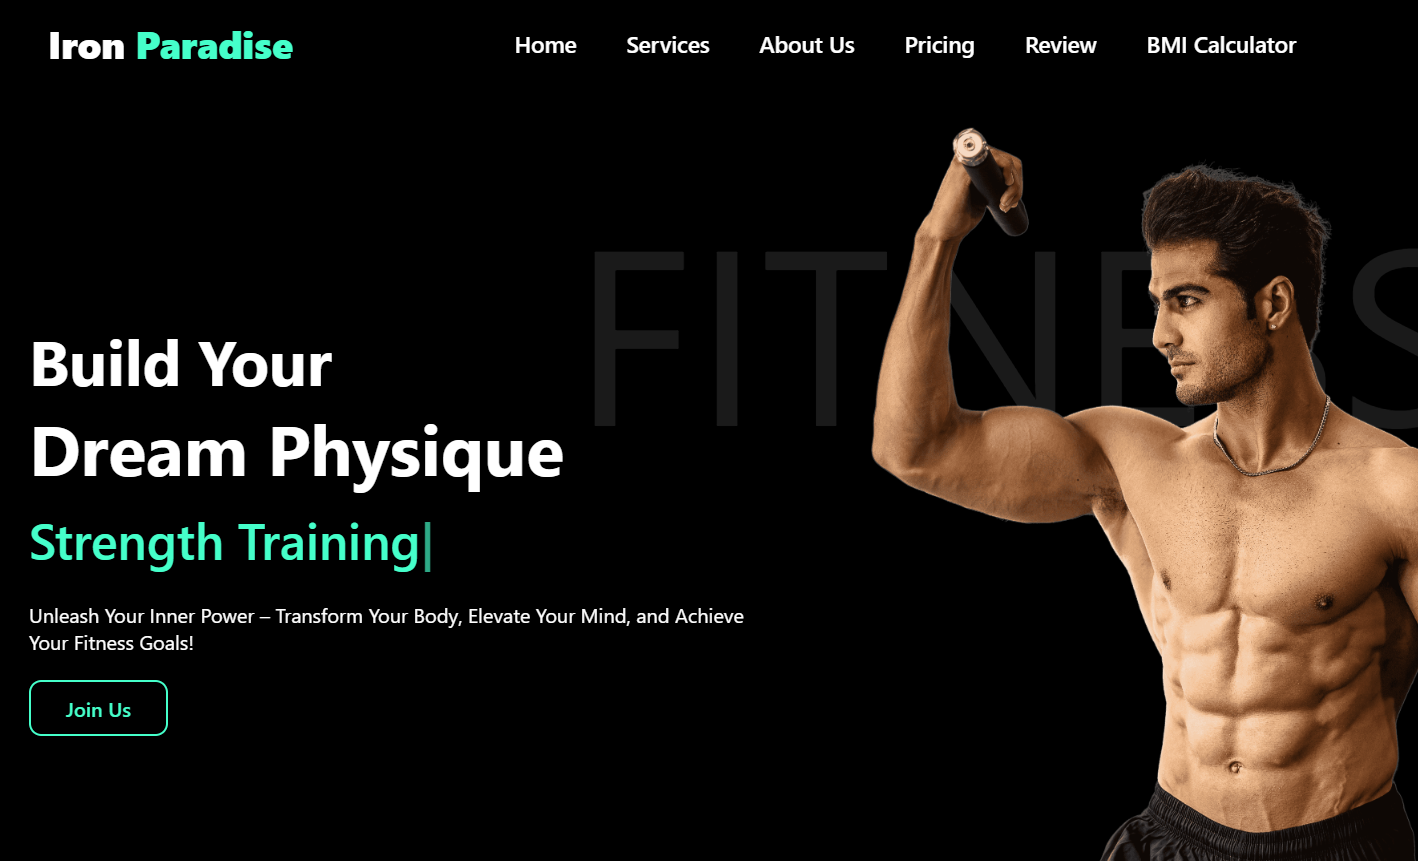 Iron Paradise
Home Services About Us Pricing Review BMI Calculator
FITNESS
Build Your
Dream Physique
Strength Training|
Unleash Your Inner Power – Transform Your Body, Elevate Your Mind, and Achieve
Your Fitness Goals!
Join Us